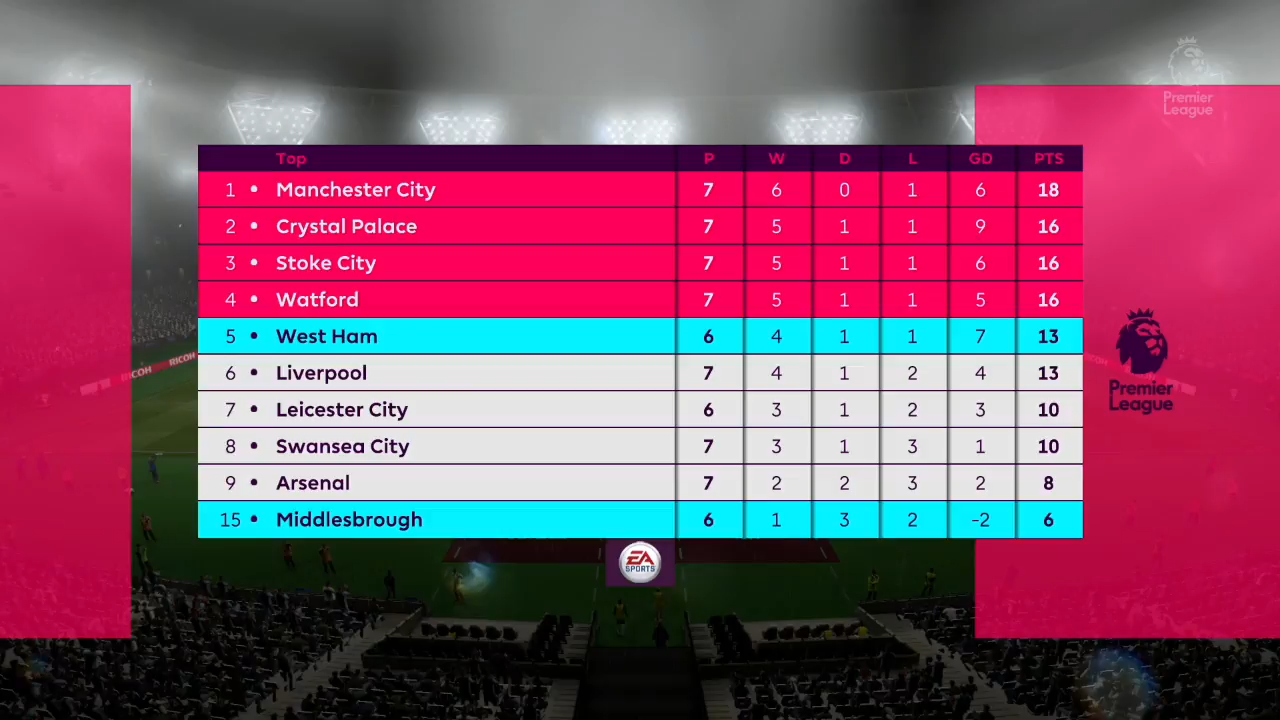 Premier
League
Top P W D L GD PTS
1 • Manchester City 7 6 0 1 6 18
2 • Crystal Palace 7 5 1 1 9 16
3 • Stoke City 7 5 1 1 6 16
4 • Watford 7 5 1 1 5 16
5 • West Ham 6 4 1 1 7 13
6 • Liverpool 7 4 1 2 4 13
7 • Leicester City 6 3 1 2 3 10
8 • Swansea City 7 3 1 3 1 10
9 • Arsenal 7 2 2 3 2 8
15 • Middlesbrough 6 1 3 2 -2 6
RICOH
RICOH
Premier
League
EA
SPORTS